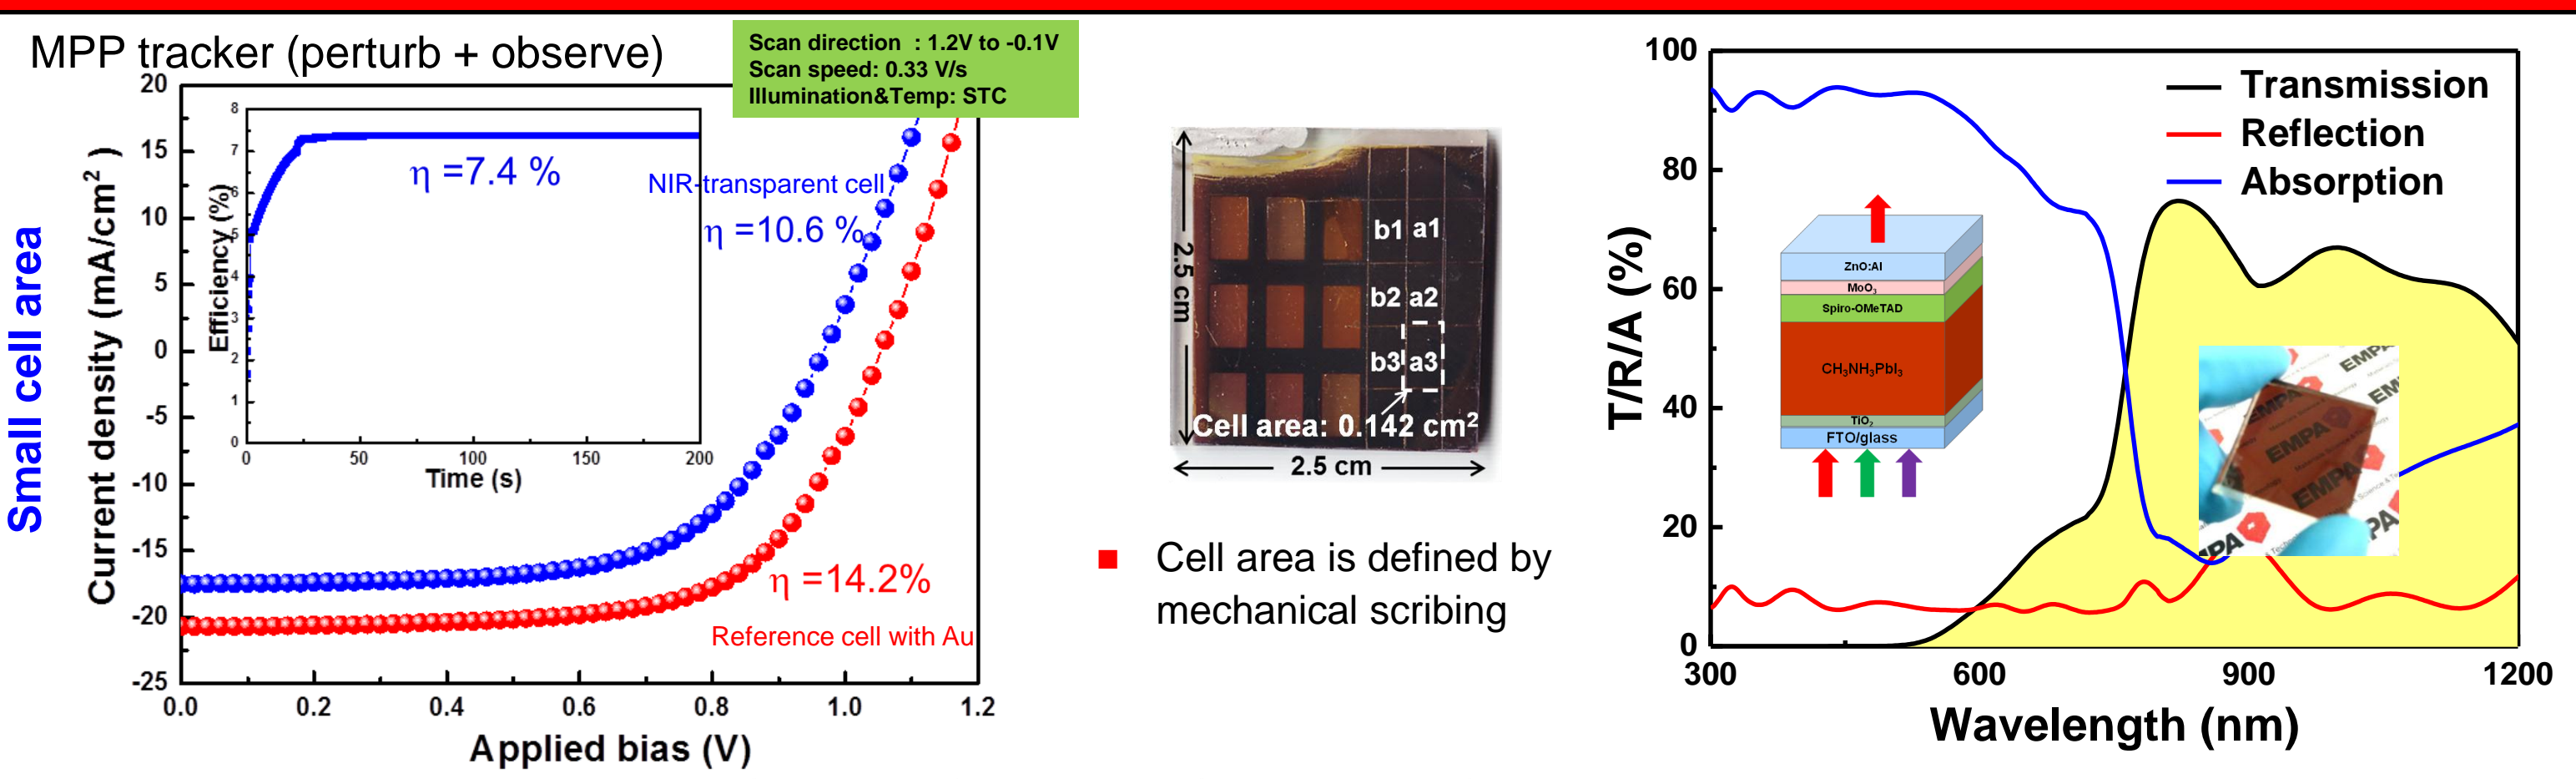 MPP tracker (perturb + observe)
Scan direction : 1.2V to -0.1V
Scan speed: 0.33 V/s
Illumination&Temp: STC
Small cell area
Current density (mA/cm²)
20
15
10
5
0
-5
-10
-15
-20
-25
0.0 0.2 0.4 0.6 0.8 1.0 1.2
Applied bias (V)
Efficiency (%)
8
7
6
5
4
3
2
1
0
0 50 100 150 200
Time (s)
η =7.4 %
NIR-transparent cell
η =10.6 %
η =14.2%
Reference cell with Au
2.5 cm
b1 a1
b2 a2
b3 a3
Cell area: 0.142 cm²
2.5 cm
■ Cell area is defined by
mechanical scribing
T/R/A (%)
100
80
60
40
20
0
300 600 900 1200
Wavelength (nm)
Transmission
Reflection
Absorption
ZnO:Al
MoO₃
Spiro-OMeTAD
CH₃NH₃PbI₃
TiO₂
FTO/glass
EMPA
EMPA
EMPA
EMPA